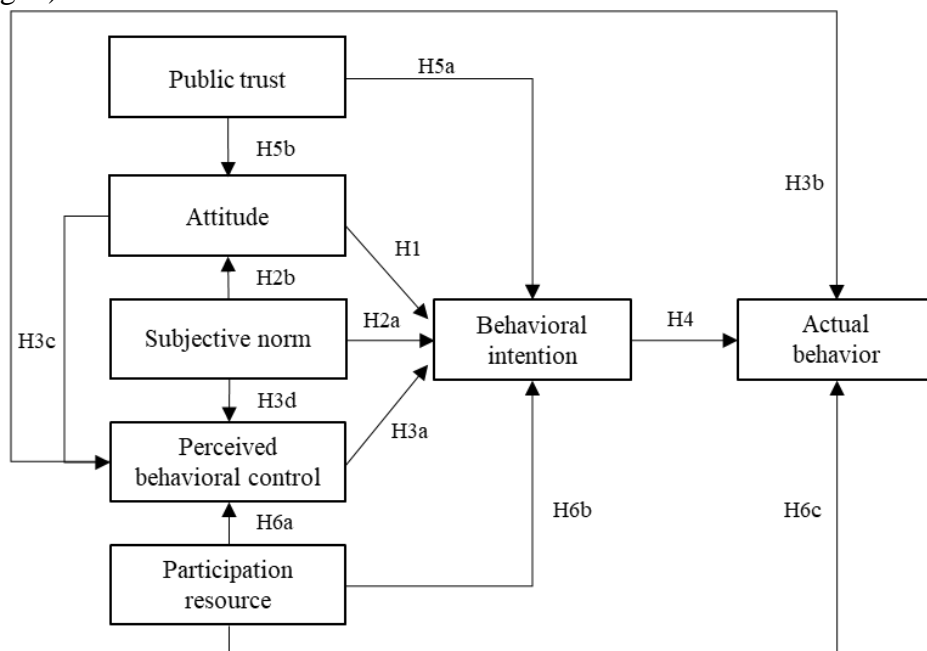 Public trust
H5a
H5b
H3b
Attitude
H1
H2b
H3c
Subjective norm
H2a
Behavioral
intention
H4
Actual
behavior
H3d
H3a
Perceived
behavioral control
H6a
H6b
H6c
Participation
resource